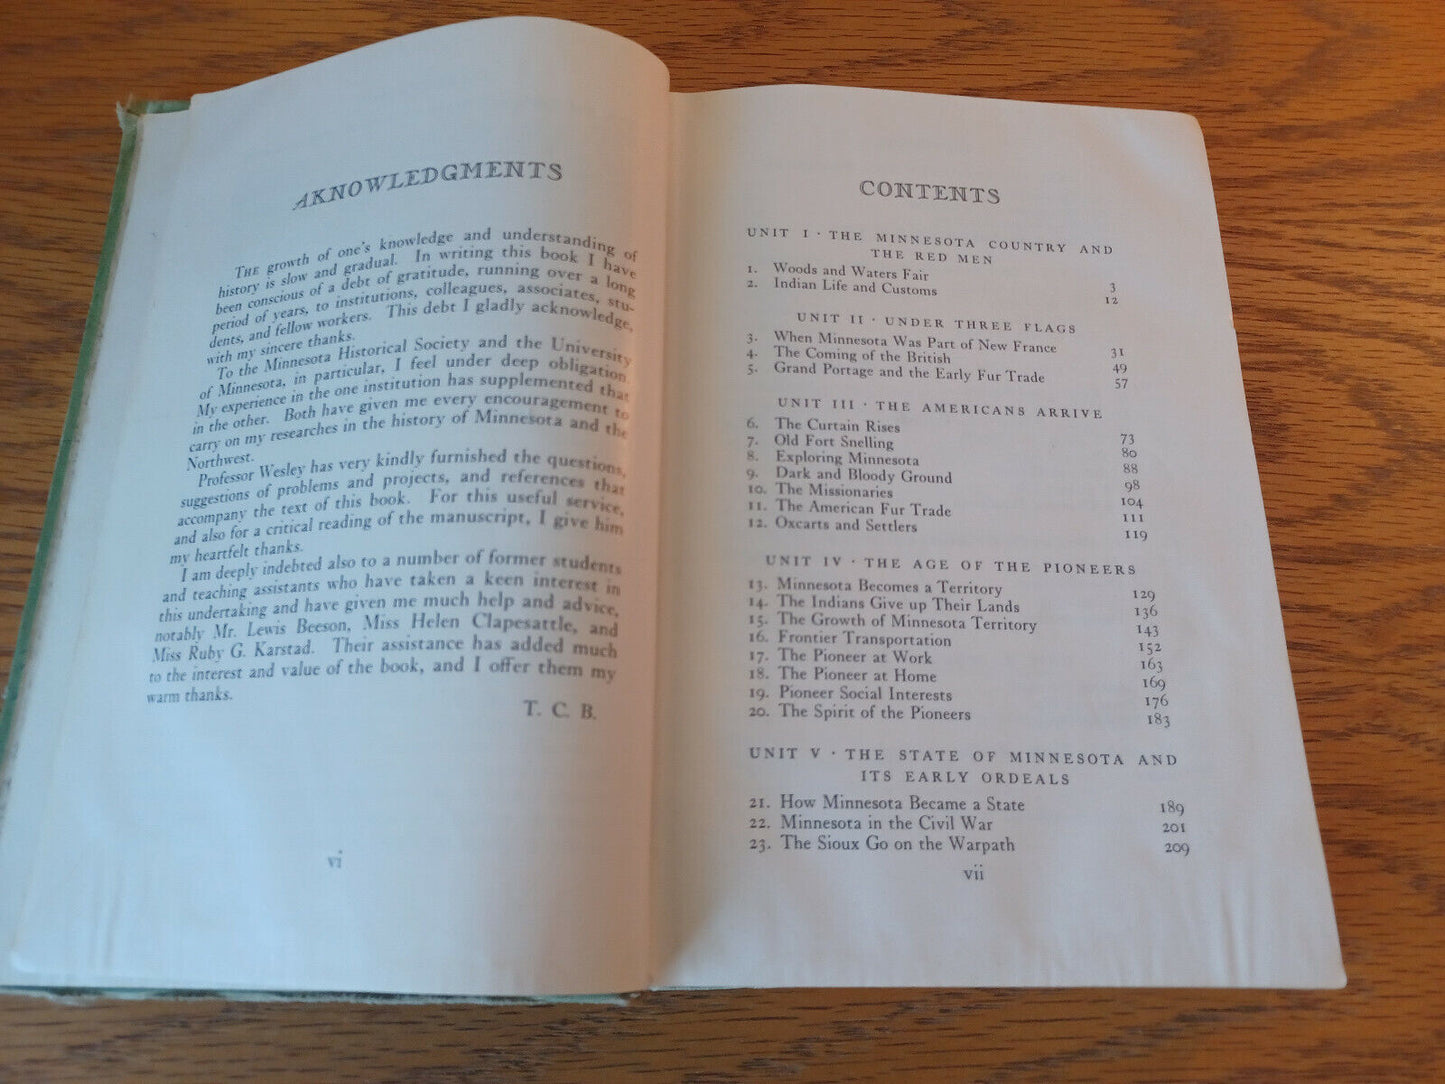 AKNOWLEDGMENTS
THE growth of one's knowledge and understanding of
history is slow and gradual. In writing this book I have
been conscious of a debt of gratitude, running over a long
period of years, to institutions, colleagues, associates, stu-
dents, and fellow workers. This debt I gladly acknowledge,
with my sincere thanks.
To the Minnesota Historical Society and the University
of Minnesota, in particular, I feel under deep obligation.
My experience in the one institution has supplemented that
in the other. Both have given me every encouragement to
carry on my researches in the history of Minnesota and the
Northwest.
Professor Wesley has very kindly furnished the questions,
suggestions of problems and projects, and references that
accompany the text of this book. For this useful service,
and also for a critical reading of the manuscript, I give him
my heartfelt thanks.
I am deeply indebted also to a number of former students
and teaching assistants who have taken a keen interest in
this undertaking and have given me much help and advice,
notably Mr. Lewis Beeson, Miss Helen Clapesattle, and
Miss Ruby G. Karstad. Their assistance has added much
to the interest and value of the book, and I offer them my
warm thanks.
T. C. B.
vi
CONTENTS
UNIT I · THE MINNESOTA COUNTRY AND
THE RED MEN
1. Woods and Waters Fair 3
2. Indian Life and Customs 12
UNIT II · UNDER THREE FLAGS
3. When Minnesota Was Part of New France 31
4. The Coming of the British 49
5. Grand Portage and the Early Fur Trade 57
UNIT III · THE AMERICANS ARRIVE
6. The Curtain Rises 73
7. Old Fort Snelling 80
8. Exploring Minnesota 88
9. Dark and Bloody Ground 98
10. The Missionaries 104
11. The American Fur Trade 111
12. Oxcarts and Settlers 119
UNIT IV · THE AGE OF THE PIONEERS
13. Minnesota Becomes a Territory 129
14. The Indians Give up Their Lands 136
15. The Growth of Minnesota Territory 143
16. Frontier Transportation 152
17. The Pioneer at Work 163
18. The Pioneer at Home 169
19. Pioneer Social Interests 176
20. The Spirit of the Pioneers 183
UNIT V · THE STATE OF MINNESOTA AND
ITS EARLY ORDEALS
21. How Minnesota Became a State 189
22. Minnesota in the Civil War 201
23. The Sioux Go on the Warpath 209
vii